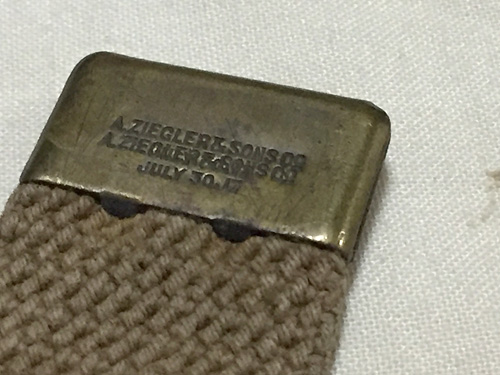 A. ZIEGLER & SONS CO
A. ZIEGLER & SONS CO
JULY 30.17